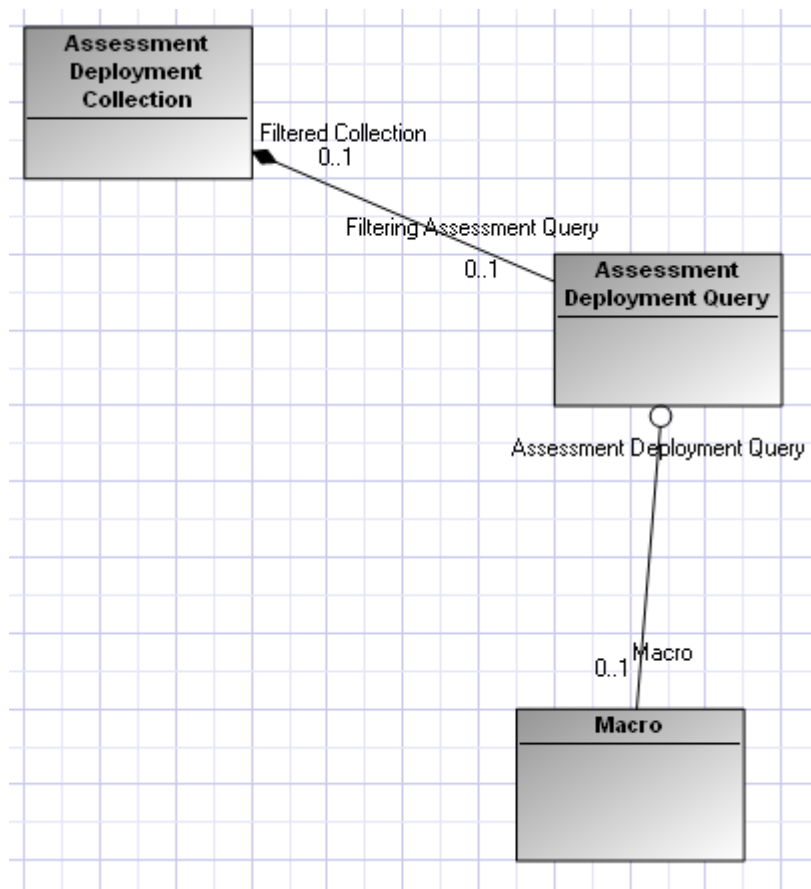 Assessment
Deployment
Collection
Filtered Collection
0..1
Filtering Assessment Query
0..1
Assessment
Deployment Query
Assessment Deployment Query
Macro
0..1
Macro